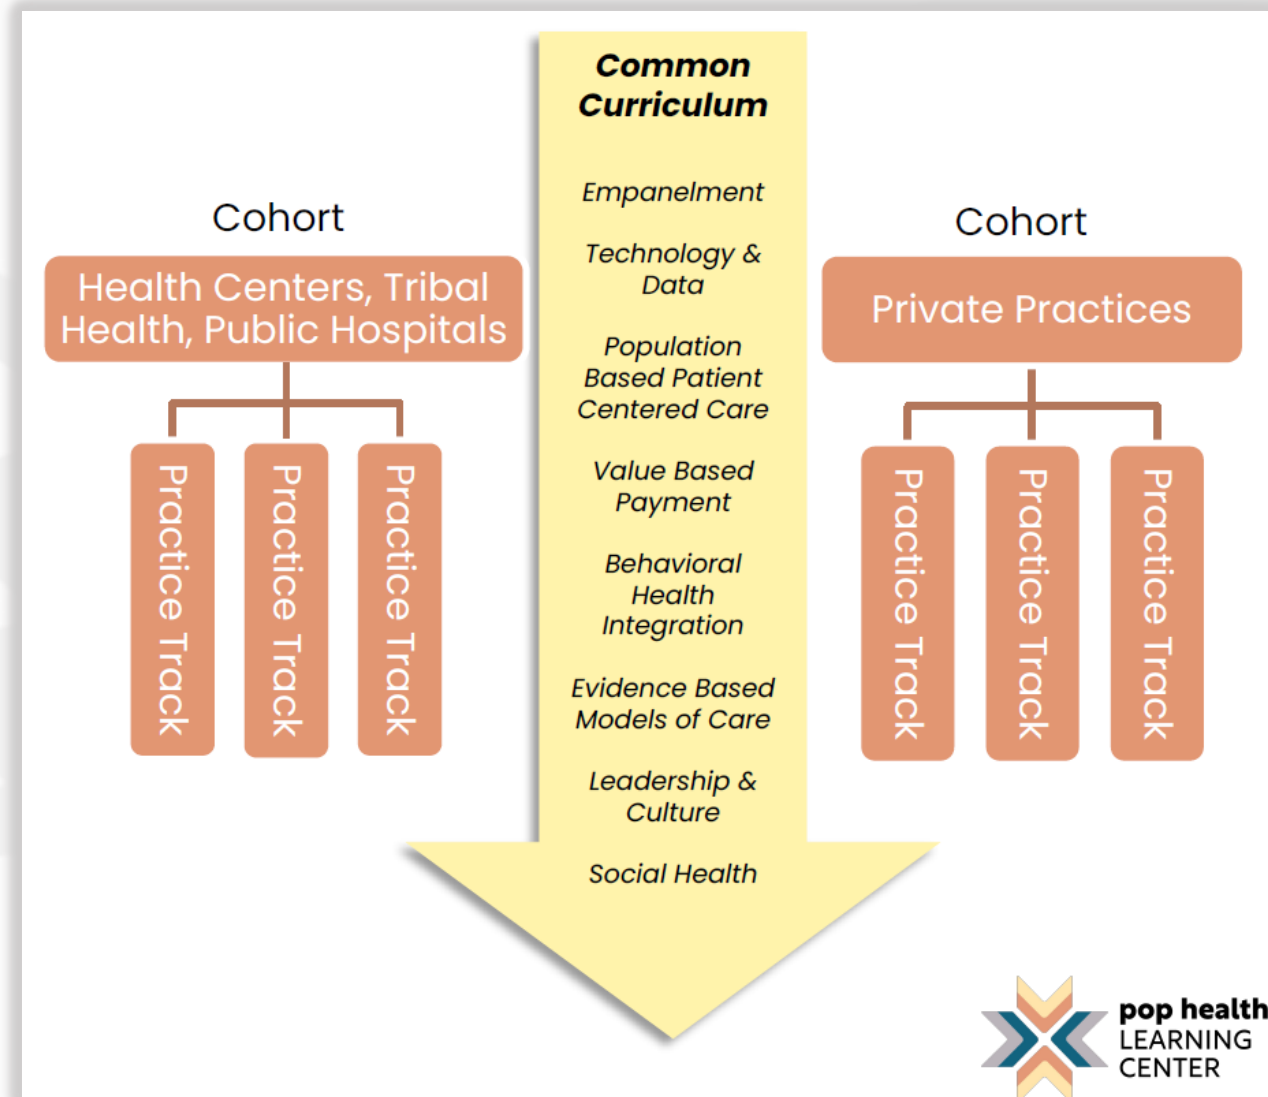 Common
Curriculum
Empanelment
Technology &
Data
Population
Based Patient
Centered Care
Value Based
Payment
Behavioral
Health
Integration
Evidence Based
Models of Care
Leadership &
Culture
Social Health
Cohort
Health Centers, Tribal
Health, Public Hospitals
Practice Track
Practice Track
Practice Track
Cohort
Private Practices
Practice Track
Practice Track
Practice Track
pop health
LEARNING
CENTER